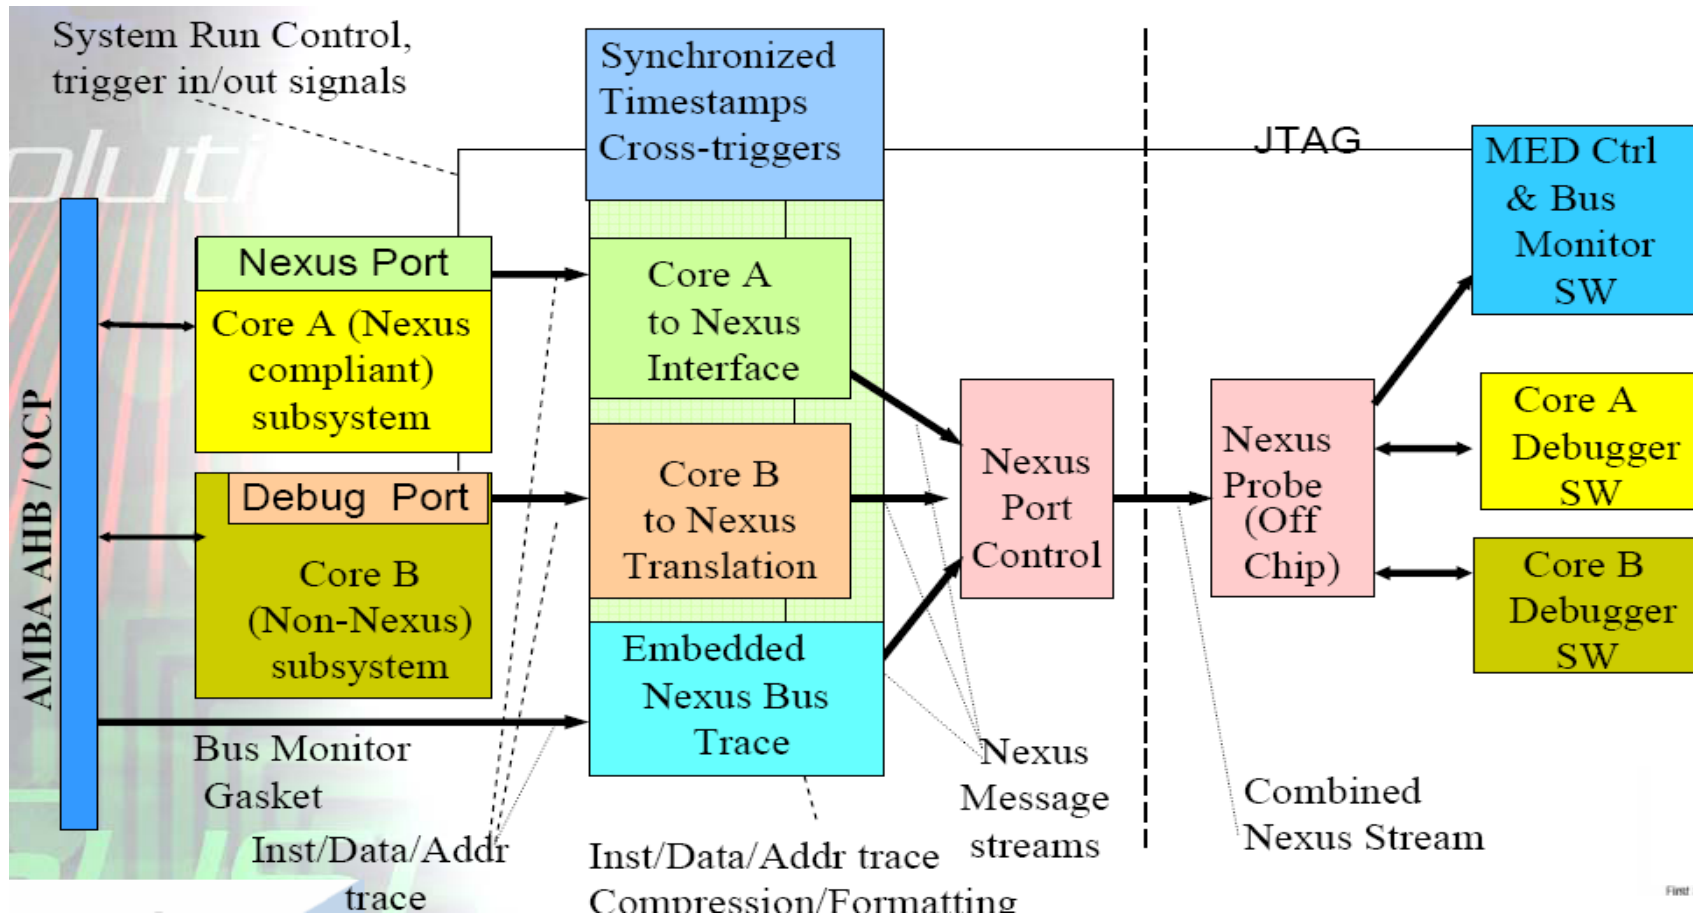 System Run Control,
trigger in/out signals
Synchronized
Timestamps
Cross-triggers
JTAG
MED Ctrl
& Bus
Monitor
SW
oluti
Nexus Port
Core A (Nexus
compliant)
subsystem
Core A
to Nexus
Interface
AMBA AHB / OCP
Debug Port
Core B
(Non-Nexus)
subsystem
Core B
to Nexus
Translation
Nexus
Port
Control
Nexus
Probe
(Off
Chip)
Core A
Debugger
SW
Core B
Debugger
SW
Embedded
Nexus Bus
Trace
Bus Monitor
Gasket
Inst/Data/Addr
trace
Inst/Data/Addr trace
Compression/Formatting
Nexus
Message
streams
Combined
Nexus Stream
First